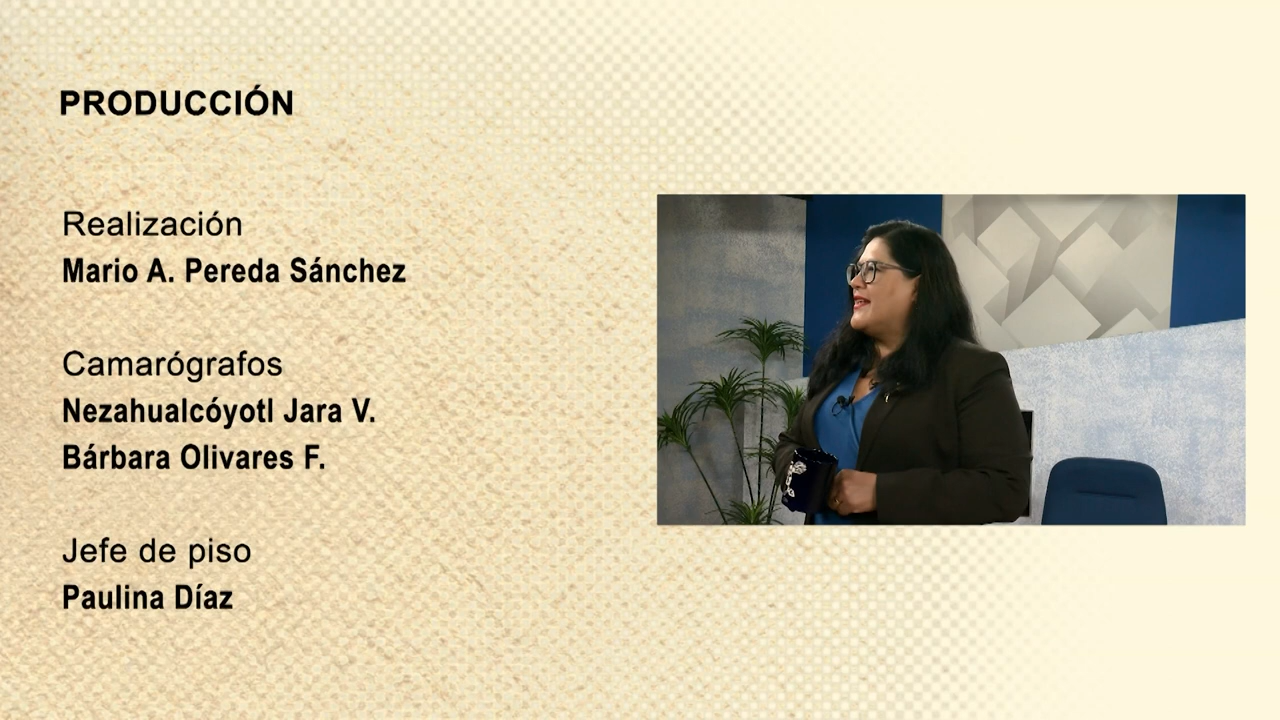 PRODUCCIÓN
Realización
Mario A. Pereda Sánchez
Camarógrafos
Nezahualcóyotl Jara V.
Bárbara Olivares F.
Jefe de piso
Paulina Díaz